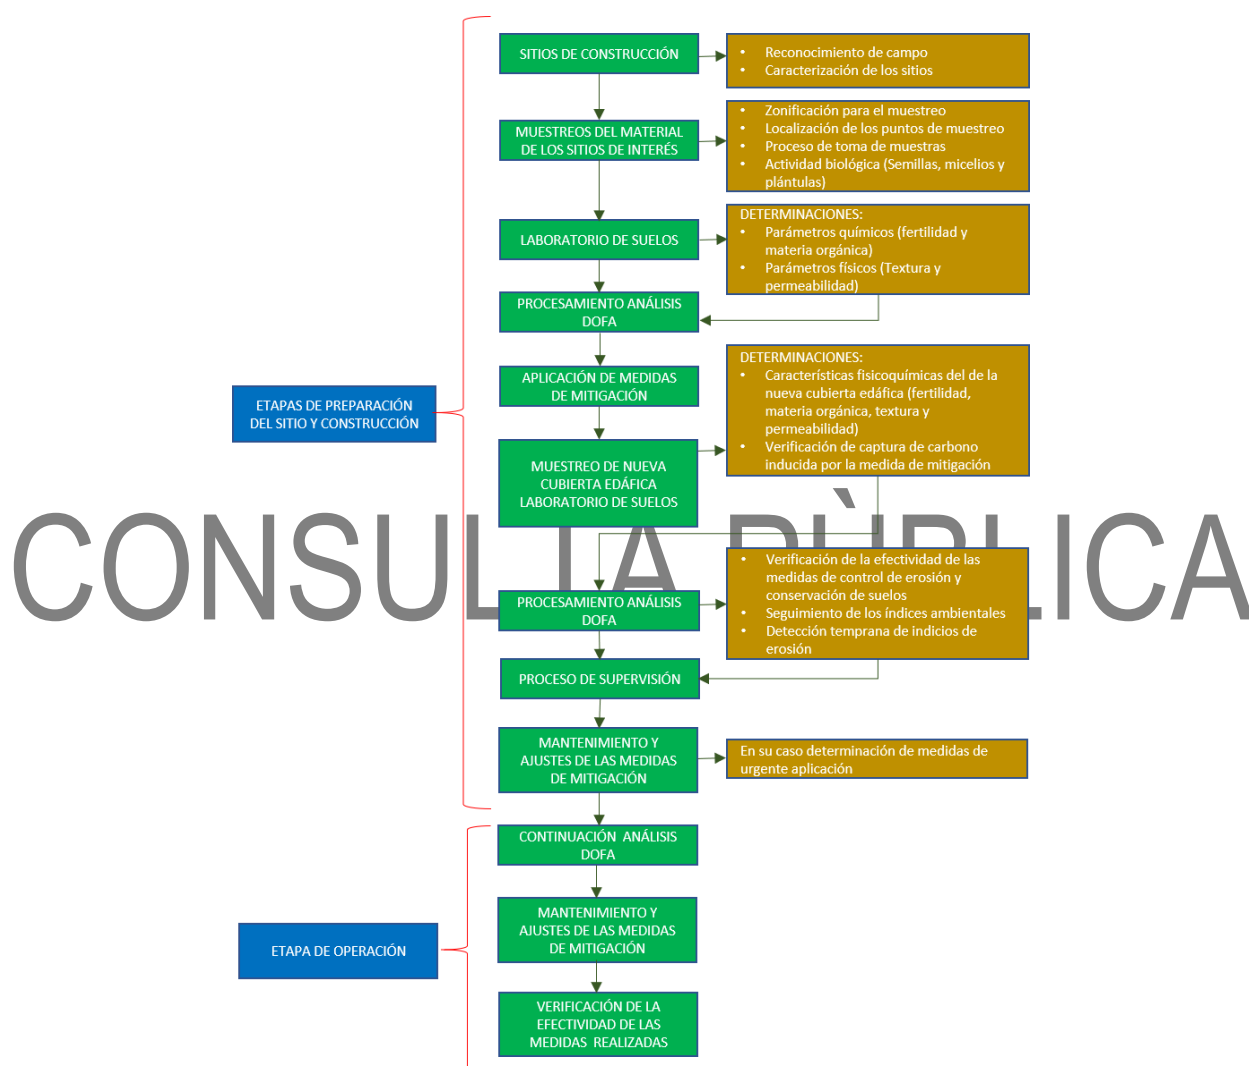 SITIOS DE CONSTRUCCIÓN
• Reconocimiento de campo
• Caracterización de los sitios
MUESTREOS DEL MATERIAL
DE LOS SITIOS DE INTERÉS
• Zonificación para el muestreo
• Localización de los puntos de muestreo
• Proceso de toma de muestras
• Actividad biológica (Semillas, micelios y
plántulas)
LABORATORIO DE SUELOS
DETERMINACIONES:
• Parámetros químicos (fertilidad y
materia orgánica)
• Parámetros físicos (Textura y
permeabilidad)
PROCESAMIENTO ANÁLISIS
DOFA
APLICACIÓN DE MEDIDAS
DE MITIGACIÓN
ETAPAS DE PREPARACIÓN
DEL SITIO Y CONSTRUCCIÓN
DETERMINACIONES:
• Características fisicoquímicas del de la
nueva cubierta edáfica (fertilidad,
materia orgánica, textura y
permeabilidad)
• Verificación de captura de carbono
inducida por la medida de mitigación
MUESTREO DE NUEVA
CUBIERTA EDÁFICA
LABORATORIO DE SUELOS
CONSULTA PÙBLICA
PROCESAMIENTO ANÁLISIS
DOFA
• Verificación de la efectividad de las
medidas de control de erosión y
conservación de suelos
• Seguimiento de los índices ambientales
• Detección temprana de indicios de
erosión
PROCESO DE SUPERVISIÓN
MANTENIMIENTO Y
AJUSTES DE LAS MEDIDAS
DE MITIGACIÓN
En su caso determinación de medidas de
urgente aplicación
CONTINUACIÓN ANÁLISIS
DOFA
MANTENIMIENTO Y
AJUSTES DE LAS MEDIDAS
DE MITIGACIÓN
ETAPA DE OPERACIÓN
VERIFICACIÓN DE LA
EFECTIVIDAD DE LAS
MEDIDAS REALIZADAS